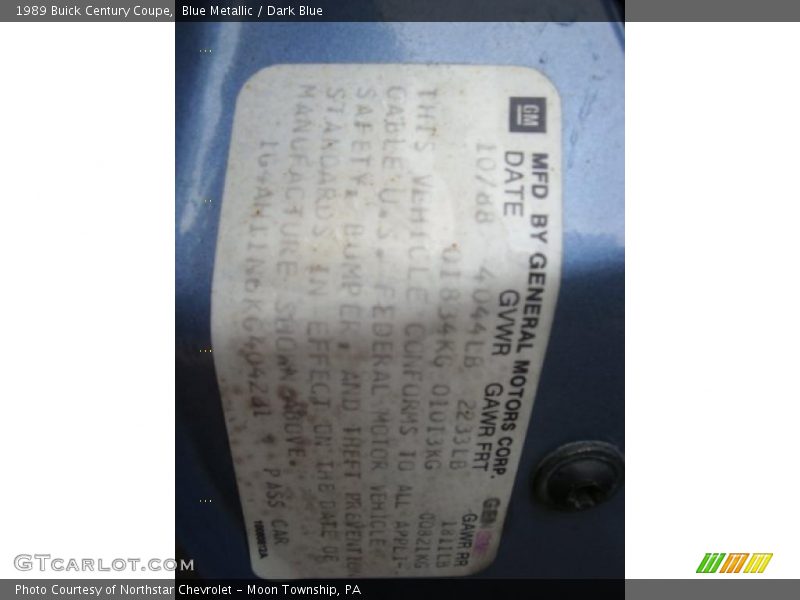 1989 Buick Century Coupe, Blue Metallic / Dark Blue
GM MFD BY GENERAL MOTORS CORP.
DATE GVWR GAWR FRT GAWR RR
10/88 4044LB 2233LB 1811LB
01834KG 01013KG 00821KG
THIS VEHICLE CONFORMS TO ALL APPLI-
CABLE U.S. FEDERAL MOTOR VEHICLE
SAFETY, BUMPER, AND THEFT PREVENTION
STANDARDS IN EFFECT ON THE DATE OF
MANUFACTURE SHOWN ABOVE.
PASS CAR
GTcarlot.com
Photo Courtesy of Northstar Chevrolet - Moon Township, PA